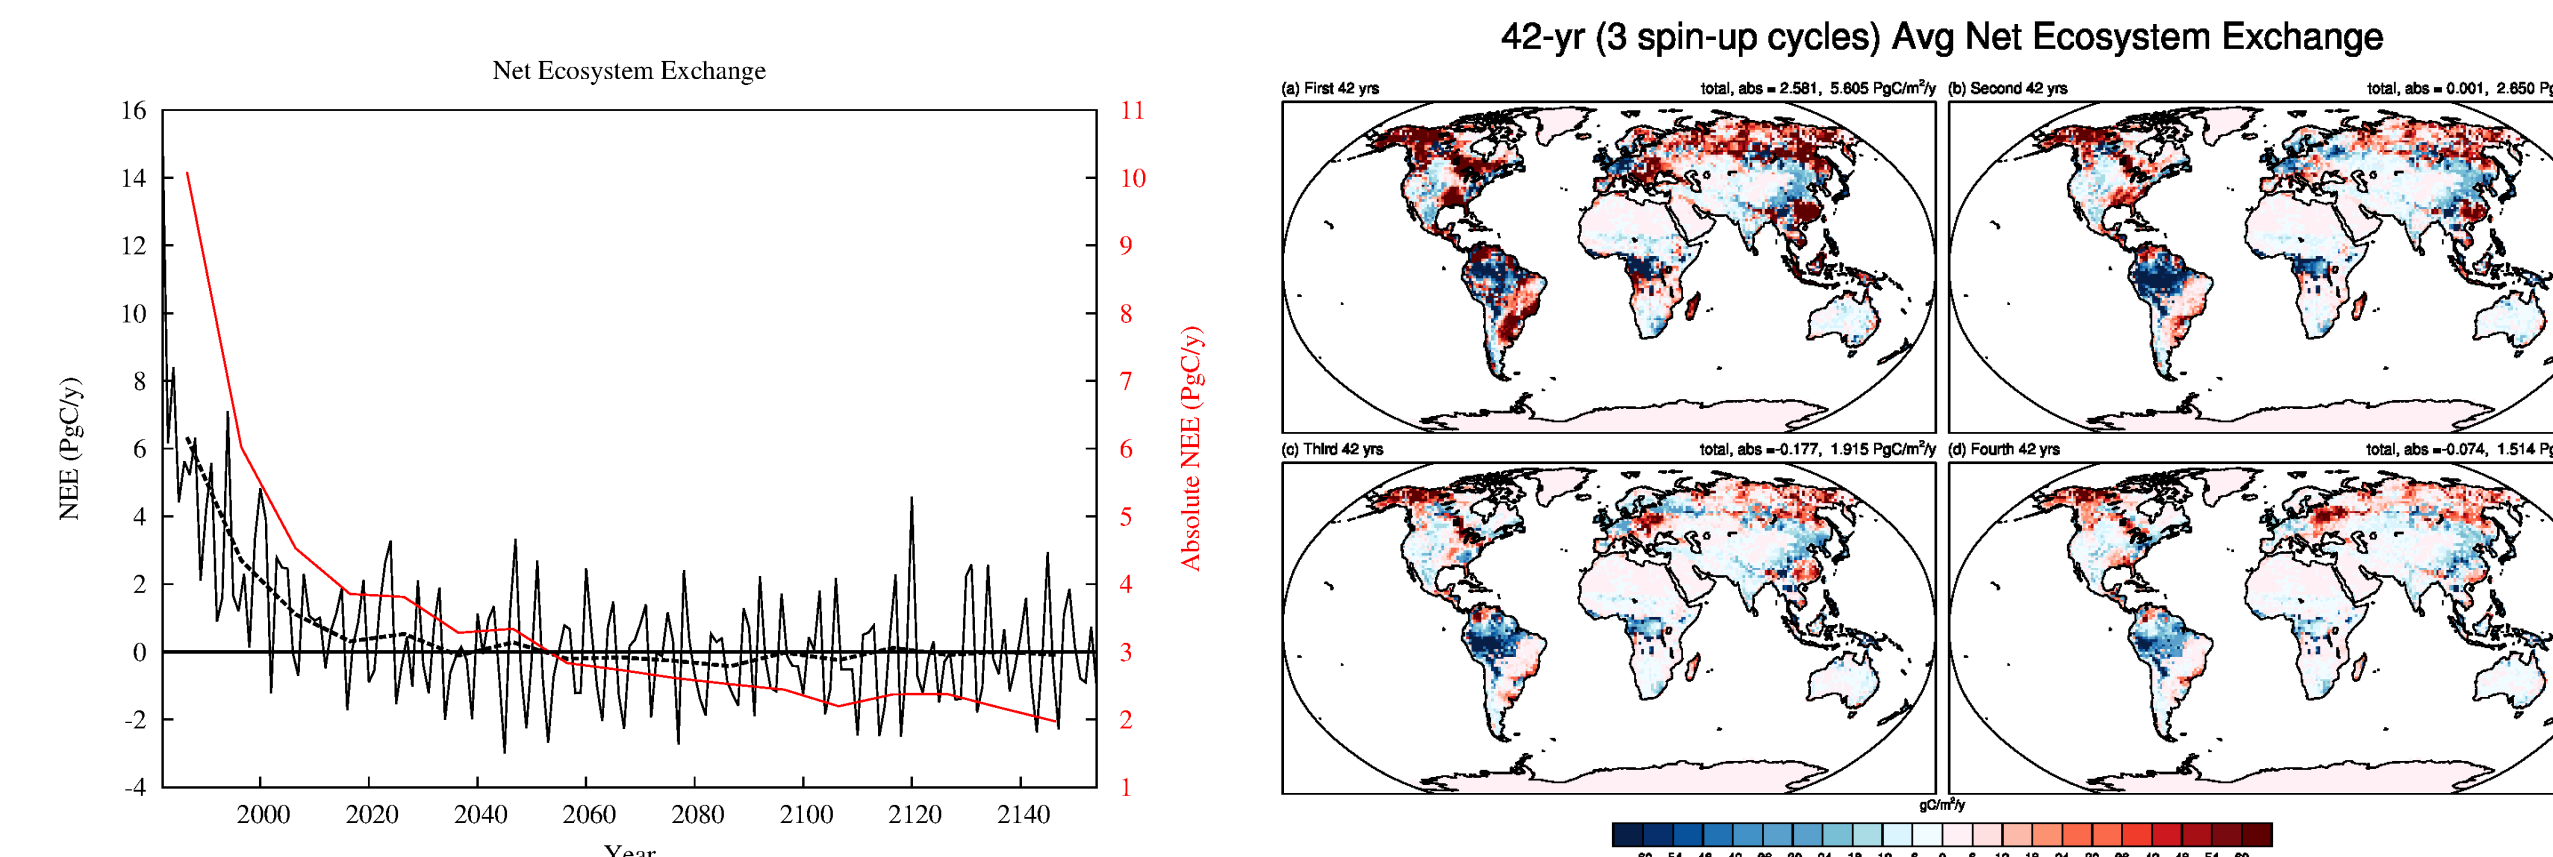 42-yr (3 spin-up cycles) Avg Net Ecosystem Exchange
Net Ecosystem Exchange
16
14
12
10
8
6
4
2
0
-2
-4
NEE (PgC/y)
11
10
9
8
7
6
5
4
3
2
1
Absolute NEE (PgC/y)
2000 2020 2040 2060 2080 2100 2120 2140
Year
(a) First 42 yrs total, abs = 2.581, 5.605 PgC/m²/y
(b) Second 42 yrs total, abs = 0.001, 2.650
(c) Third 42 yrs total, abs =-0.177, 1.915 PgC/m²/y
(d) Fourth 42 yrs total, abs =-0.074, 1.514
gC/m²/y